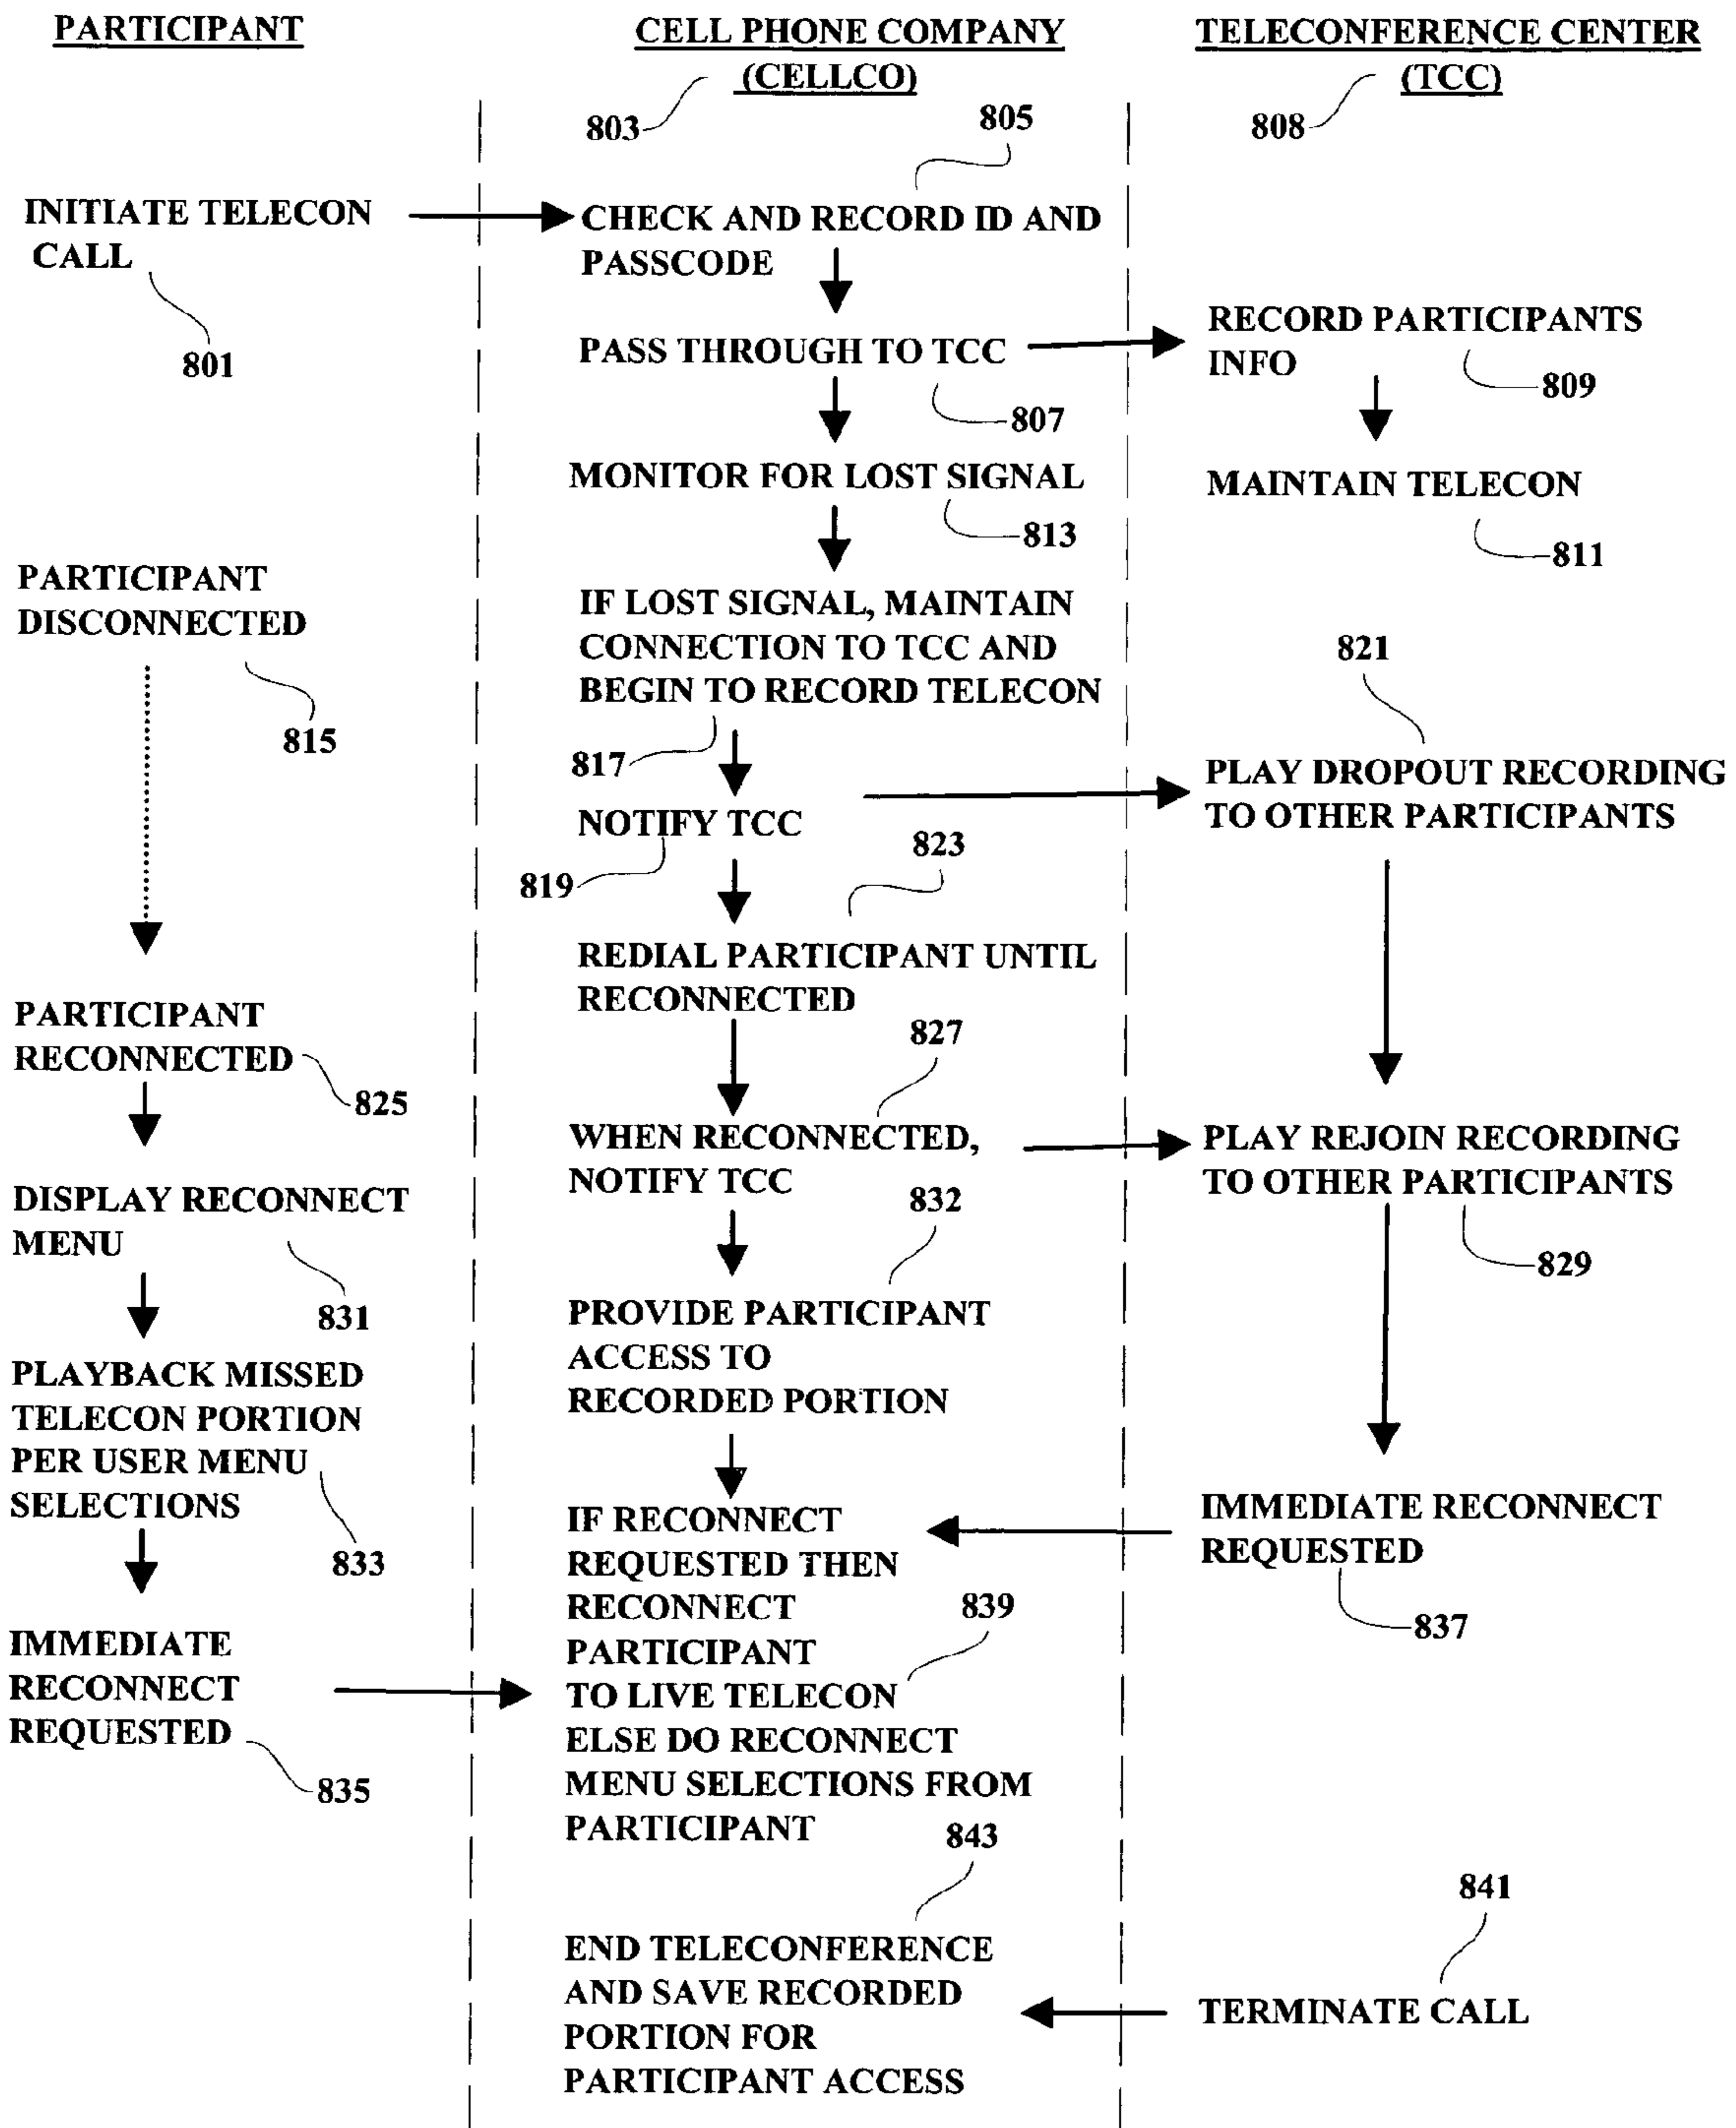 PARTICIPANT
CELL PHONE COMPANY
(CELLCO)
803
TELECONFERENCE CENTER
(TCC)
808
805
INITIATE TELECON
CALL
801
CHECK AND RECORD ID AND
PASSCODE
PASS THROUGH TO TCC
807
RECORD PARTICIPANTS
INFO
809
MONITOR FOR LOST SIGNAL
813
MAINTAIN TELECON
811
PARTICIPANT
DISCONNECTED
815
IF LOST SIGNAL, MAINTAIN
CONNECTION TO TCC AND
BEGIN TO RECORD TELECON
817
821
NOTIFY TCC
819
PLAY DROPOUT RECORDING
TO OTHER PARTICIPANTS
823
REDIAL PARTICIPANT UNTIL
RECONNECTED
PARTICIPANT
RECONNECTED
825
827
WHEN RECONNECTED,
NOTIFY TCC
PLAY REJOIN RECORDING
TO OTHER PARTICIPANTS
829
DISPLAY RECONNECT
MENU
831
832
PROVIDE PARTICIPANT
ACCESS TO
RECORDED PORTION
PLAYBACK MISSED
TELECON PORTION
PER USER MENU
SELECTIONS
833
IF RECONNECT
REQUESTED THEN
RECONNECT
PARTICIPANT
TO LIVE TELECON
ELSE DO RECONNECT
MENU SELECTIONS FROM
PARTICIPANT
839
IMMEDIATE RECONNECT
REQUESTED
837
IMMEDIATE
RECONNECT
REQUESTED
835
843
END TELECONFERENCE
AND SAVE RECORDED
PORTION FOR
PARTICIPANT ACCESS
841
TERMINATE CALL